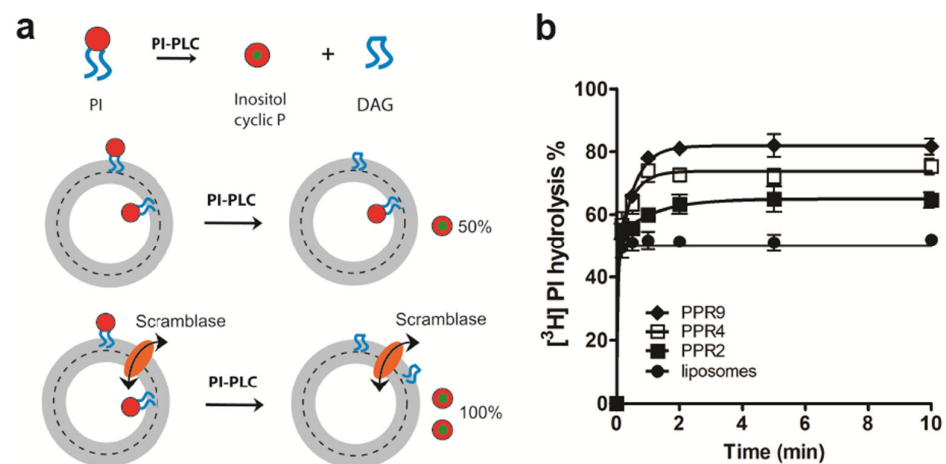 a
PI-PLC
+
PI
Inositol
cyclic P
DAG
PI-PLC
50%
Scramblase
Scramblase
PI-PLC
100%
b
[³H] PI hydrolysis %
100
80
60
40
20
0
PPR9
PPR4
PPR2
liposomes
0
2
4
6
8
10
Time (min)